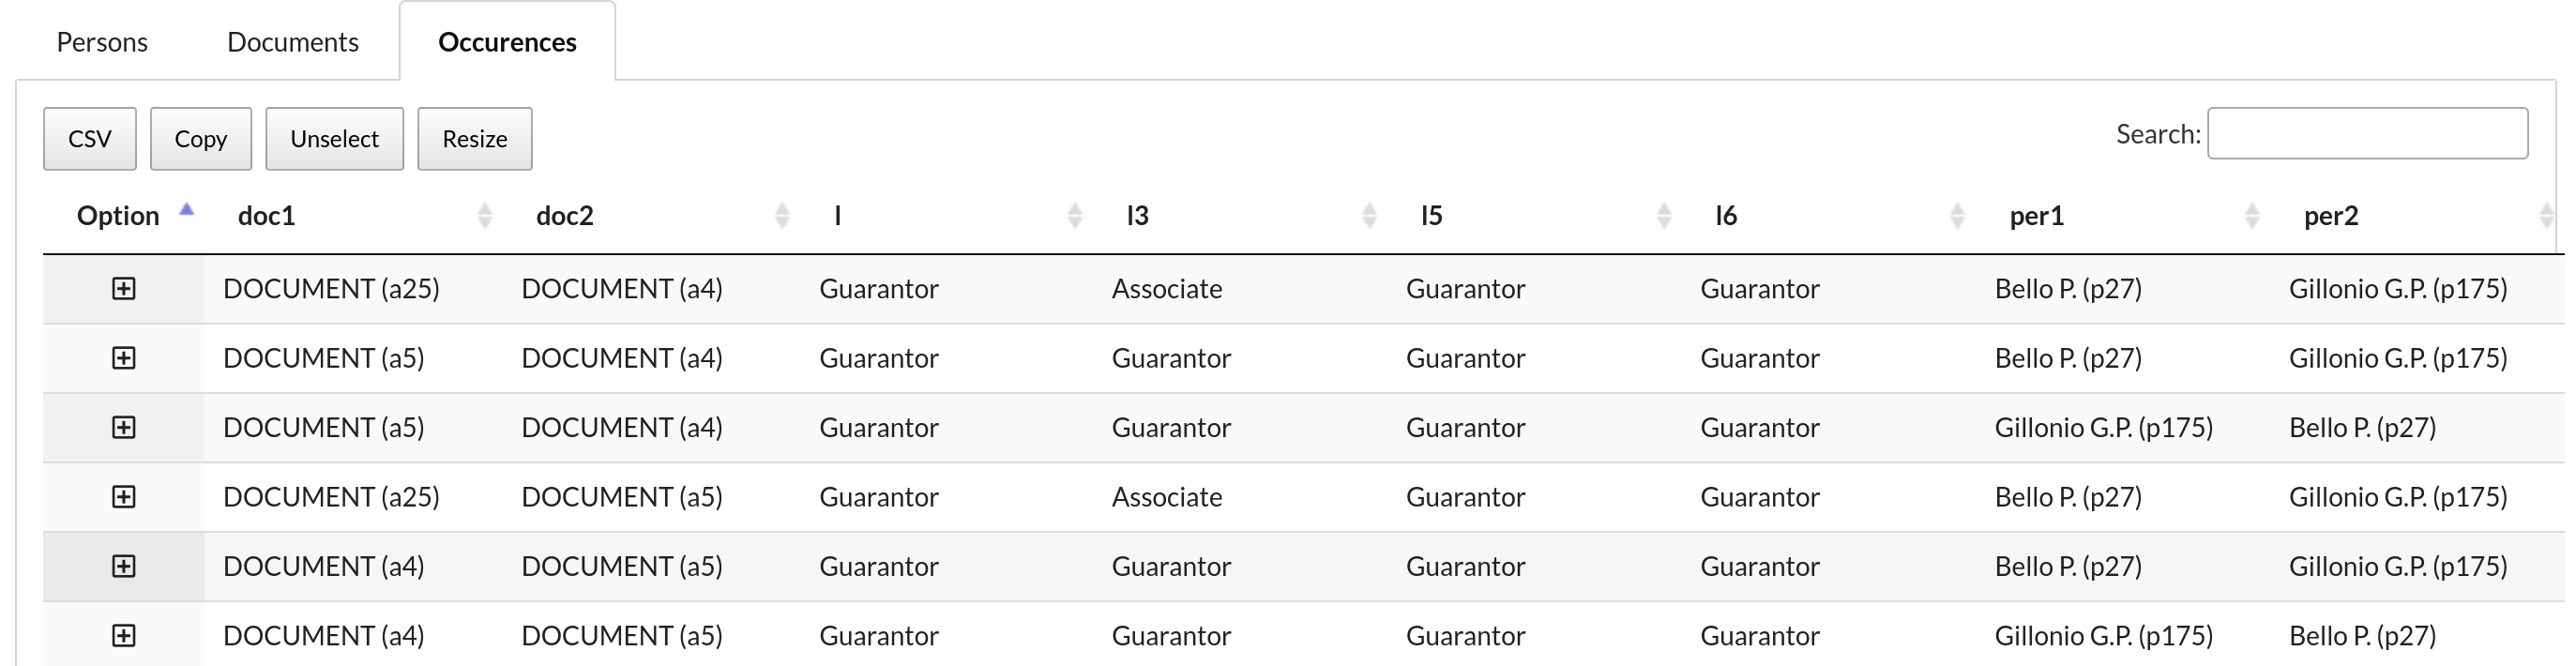 Persons Documents Occurences
CSV Copy Unselect Resize Search:
Option doc1 doc2 l l3 l5 l6 per1 per2
DOCUMENT (a25) DOCUMENT (a4) Guarantor Associate Guarantor Guarantor Bello P. (p27) Gillonio G.P. (p175)
DOCUMENT (a5) DOCUMENT (a4) Guarantor Guarantor Guarantor Guarantor Bello P. (p27) Gillonio G.P. (p175)
DOCUMENT (a5) DOCUMENT (a4) Guarantor Guarantor Guarantor Guarantor Gillonio G.P. (p175) Bello P. (p27)
DOCUMENT (a25) DOCUMENT (a5) Guarantor Associate Guarantor Guarantor Bello P. (p27) Gillonio G.P. (p175)
DOCUMENT (a4) DOCUMENT (a5) Guarantor Guarantor Guarantor Guarantor Bello P. (p27) Gillonio G.P. (p175)
DOCUMENT (a4) DOCUMENT (a5) Guarantor Guarantor Guarantor Guarantor Gillonio G.P. (p175) Bello P. (p27)